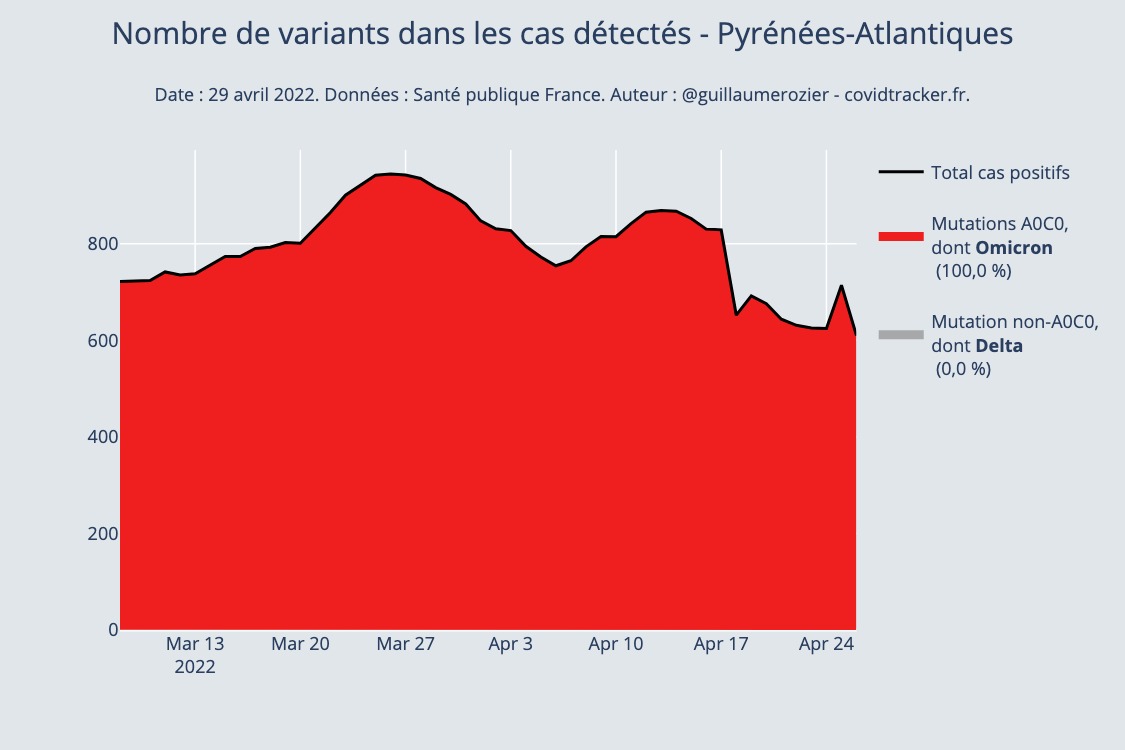 Nombre de variants dans les cas détectés - Pyrénées-Atlantiques
Date : 29 avril 2022. Données : Santé publique France. Auteur : @guillaumerozier - covidtracker.fr.
Total cas positifs
Mutations A0C0,
dont Omicron
(100,0 %)
Mutation non-A0C0,
dont Delta
(0,0 %)
800
600
400
200
0
Mar 13
2022
Mar 20
Mar 27
Apr 3
Apr 10
Apr 17
Apr 24